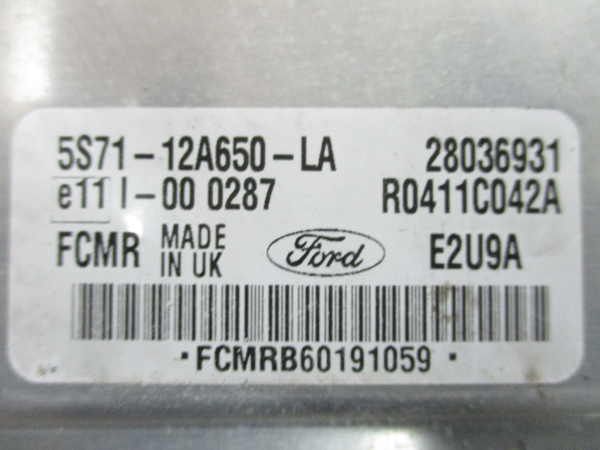 5S71-12A650-LA 28036931
e11 I-00 0287 R0411C042A
FCMR MADE IN UK Ford E2U9A
·FCMRB60191059·